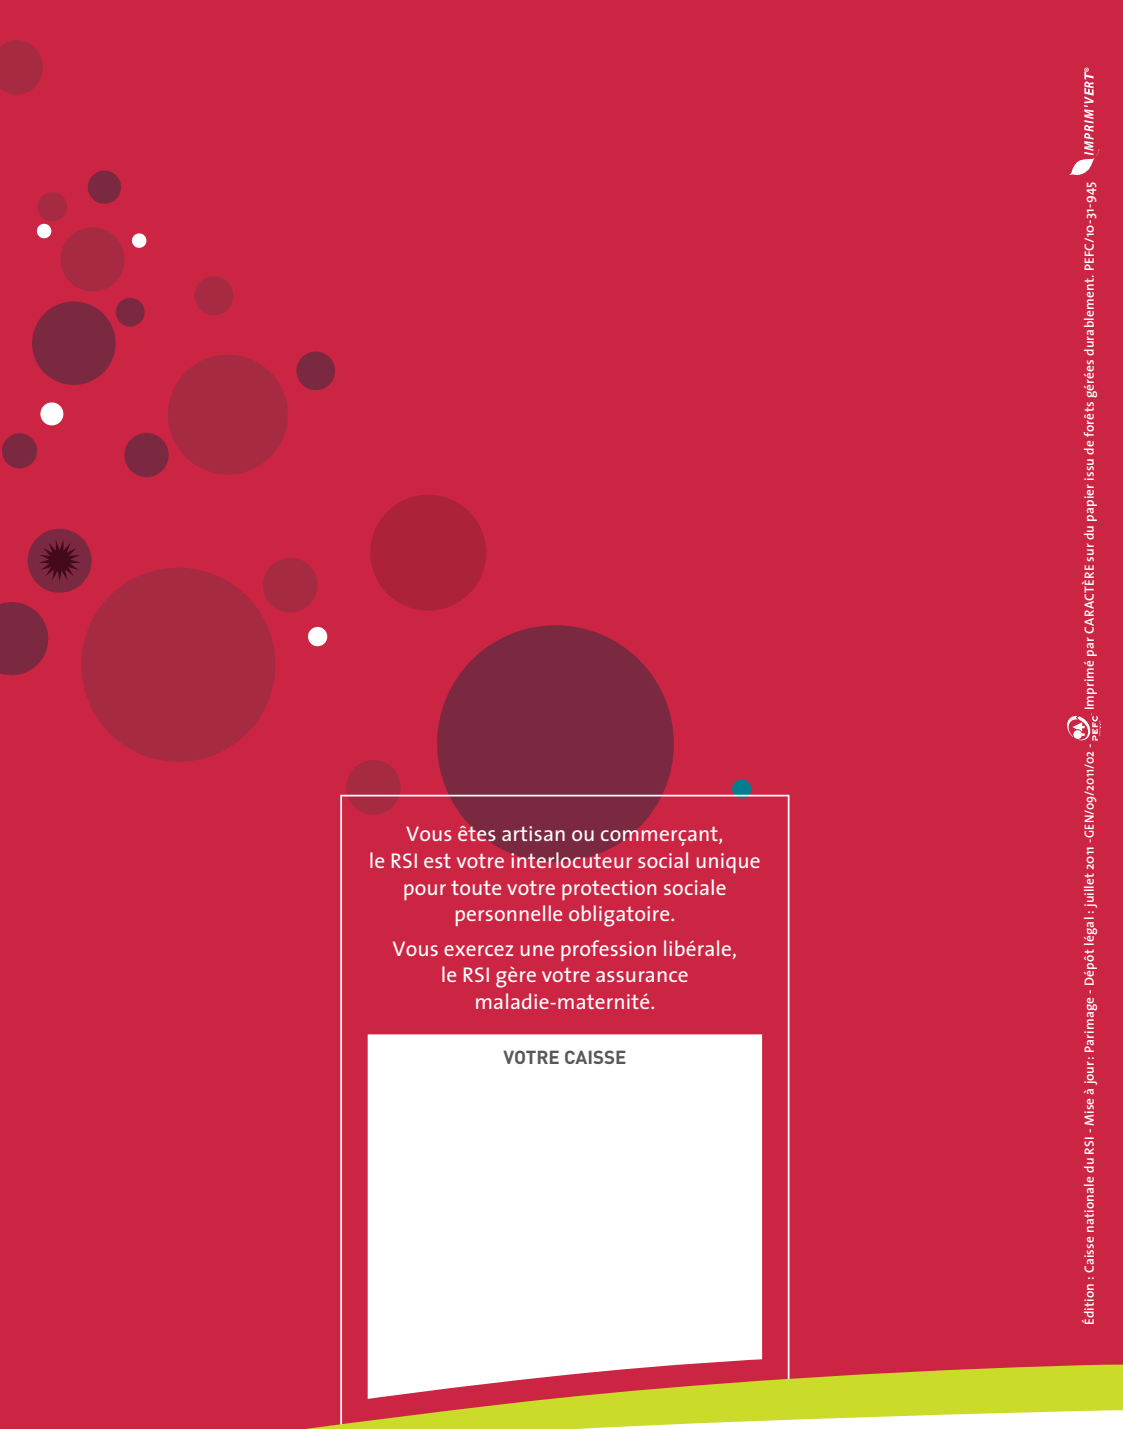 Vous êtes artisan ou commerçant,
le RSI est votre interlocuteur social unique
pour toute votre protection sociale
personnelle obligatoire.
Vous exercez une profession libérale,
le RSI gère votre assurance
maladie-maternité.
VOTRE CAISSE
Édition : Caisse nationale du RSI - Mise à jour : Parimage - Dépôt légal : juillet 2011 -GEN/09/2011/02 - PEFC Imprimé par CARACTÈRE sur du papier issu de forêts gérées durablement. PEFC/10-31-945 IMPRIM'VERT®